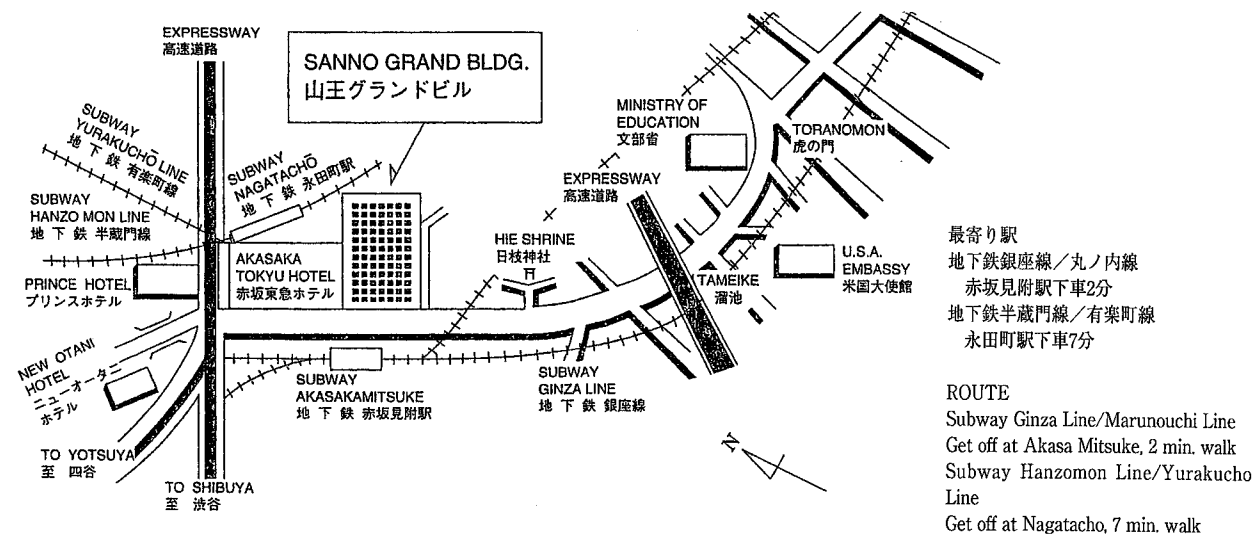 EXPRESSWAY
高速道路
SANNO GRAND BLDG.
山王グランドビル
SUBWAY
YURAKUCHŌ LINE
地下鉄 有楽町線
SUBWAY
NAGATACHŌ
地下鉄 永田町駅
SUBWAY
HANZO MON LINE
地下鉄 半蔵門線
PRINCE HOTEL
プリンスホテル
AKASAKA
TOKYU HOTEL
赤坂東急ホテル
NEW OTANI
HOTEL
ニューオータニ
ホテル
TO YOTSUYA
至 四谷
TO SHIBUYA
至 渋谷
SUBWAY
AKASAKAMITSUKE
地下鉄 赤坂見附駅
HIE SHRINE
日枝神社
SUBWAY
GINZA LINE
地下鉄 銀座線
EXPRESSWAY
高速道路
MINISTRY OF
EDUCATION
文部省
TORANOMON
虎の門
TAMEIKE
溜池
U.S.A.
EMBASSY
米国大使館
N
最寄り駅
地下鉄銀座線／丸ノ内線
赤坂見附駅下車2分
地下鉄半蔵門線／有楽町線
永田町駅下車7分
ROUTE
Subway Ginza Line/Marunouchi Line
Get off at Akasa Mitsuke, 2 min. walk
Subway Hanzomon Line/Yurakucho
Line
Get off at Nagatacho, 7 min. walk